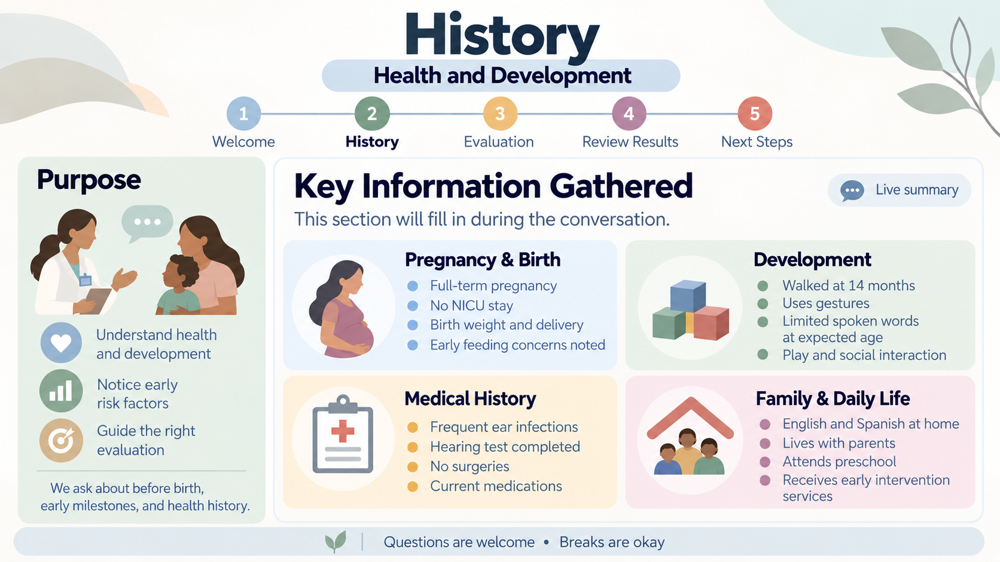 History
Health and Development
1
2
3
4
5
Welcome
History
Evaluation
Review Results
Next Steps
Purpose
Understand health
and development
Notice early
risk factors
Guide the right
evaluation
We ask about before birth,
early milestones, and health history.
Key Information Gathered
Live summary
This section will fill in during the conversation.
Pregnancy & Birth
Full-term pregnancy
No NICU stay
Birth weight and delivery
Early feeding concerns noted
Development
Walked at 14 months
Uses gestures
Limited spoken words
at expected age
Play and social interaction
Medical History
Frequent ear infections
Hearing test completed
No surgeries
Current medications
Family & Daily Life
English and Spanish at home
Lives with parents
Attends preschool
Receives early intervention
services
Questions are welcome • Breaks are okay